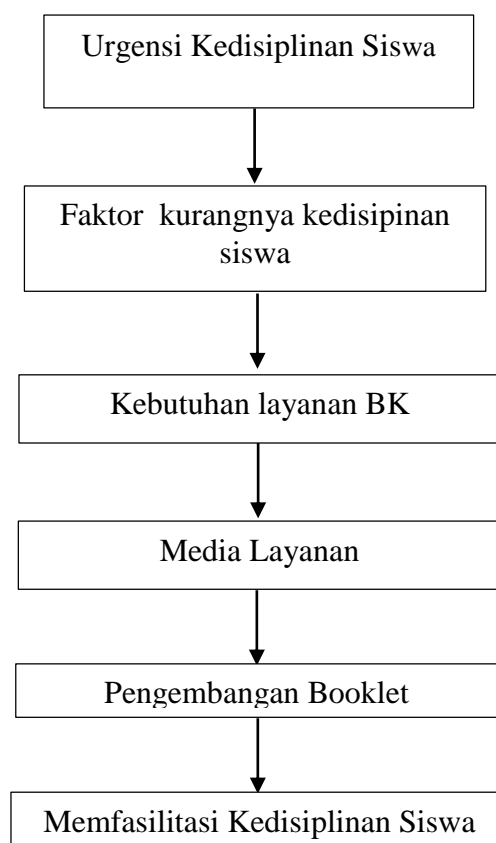 Urgensi Kedisiplinan Siswa
Faktor kurangnya kedisipinan
siswa
Kebutuhan layanan BK
Media Layanan
Pengembangan Booklet
Memfasilitasi Kedisiplinan Siswa